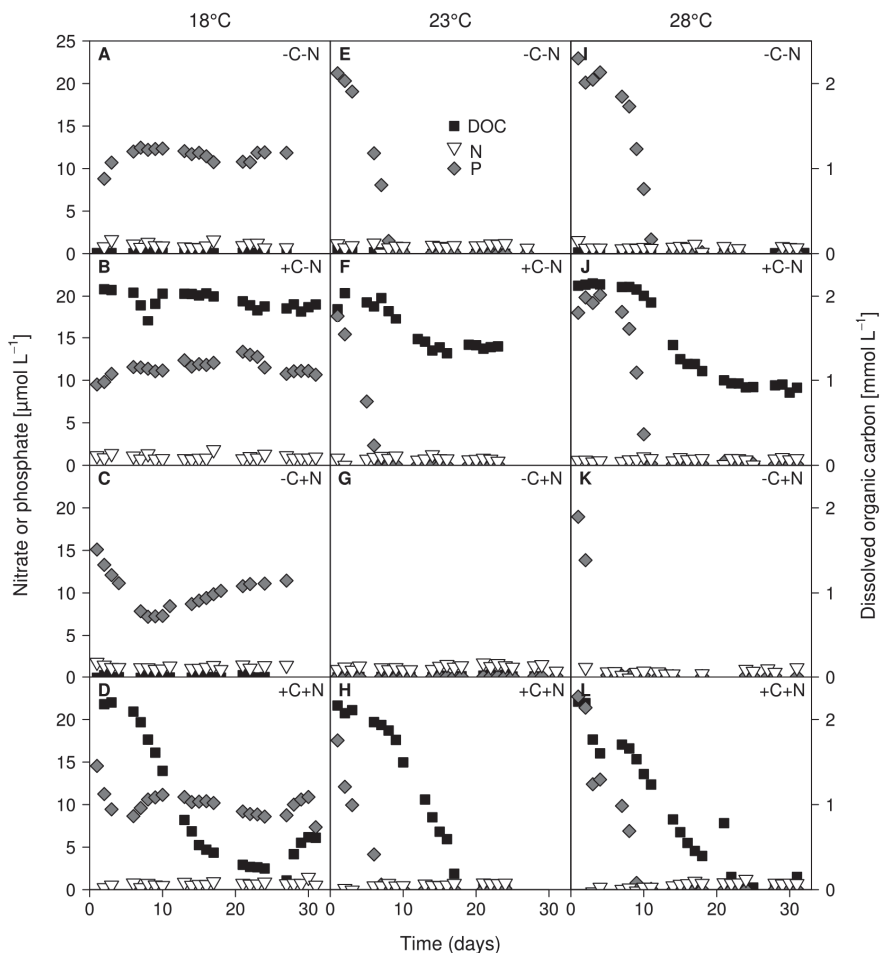 18°C 23°C 28°C
25 A -C-N E -C-N I -C-N
20 2
15 DOC
N
P
10 1
5
0 0
B +C-N F +C-N J +C-N
20 2
15
10 1
5
0 0
C -C+N G -C+N K -C+N
20 2
15
10 1
5
0 0
D +C+N H +C+N L +C+N
20 2
15
10 1
5
0 0
0 10 20 30 0 10 20 30 0 10 20 30
Time (days)
Nitrate or phosphate [µmol L⁻¹]
Dissolved organic carbon [mmol L⁻¹]